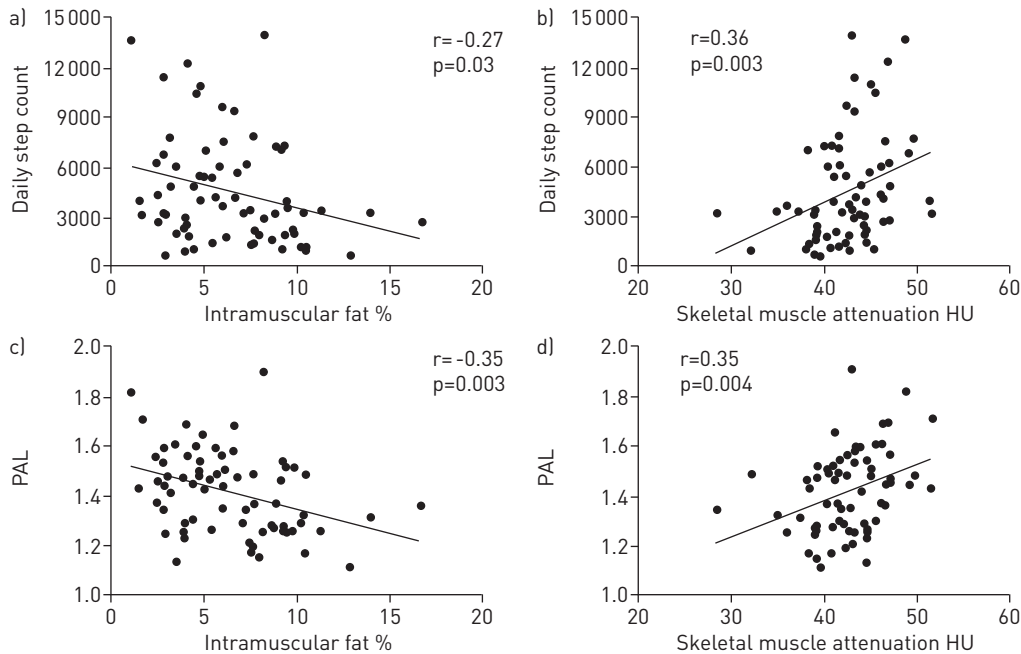 a)
15 000
12 000
9000
6000
3000
0
Daily step count
r= -0.27
p=0.03
0 5 10 15 20
Intramuscular fat %
b)
15 000
12 000
9000
6000
3000
0
Daily step count
r=0.36
p=0.003
20 30 40 50 60
Skeletal muscle attenuation HU
c)
2.0
1.8
1.6
1.4
1.2
1.0
PAL
r= -0.35
p=0.003
0 5 10 15 20
Intramuscular fat %
d)
2.0
1.8
1.6
1.4
1.2
1.0
PAL
r=0.35
p=0.004
20 30 40 50 60
Skeletal muscle attenuation HU